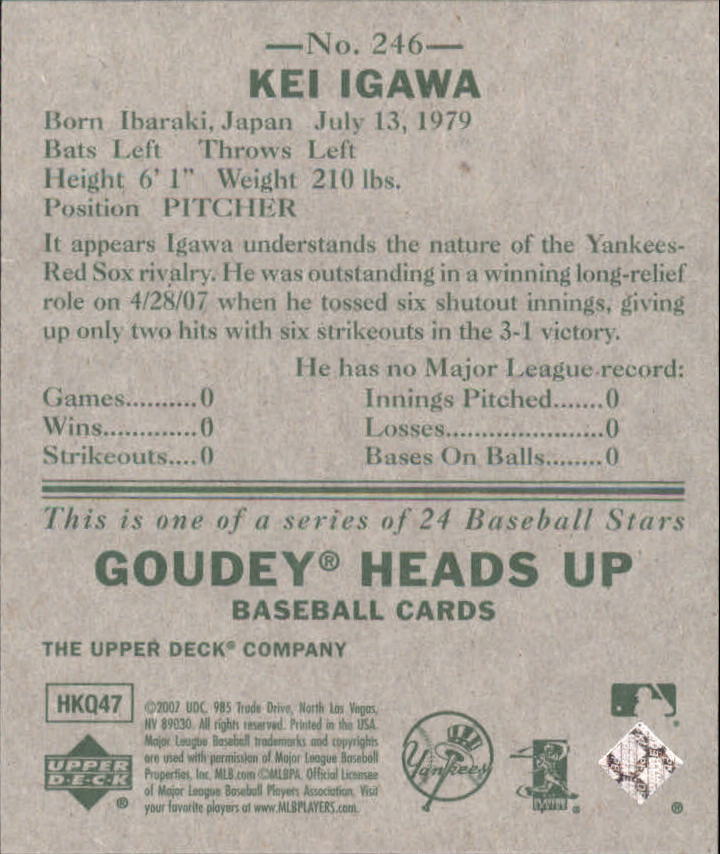 —No. 246—
KEI IGAWA
Born Ibaraki, Japan July 13, 1979
Bats Left Throws Left
Height 6' 1" Weight 210 lbs.
Position PITCHER
It appears Igawa understands the nature of the Yankees-
Red Sox rivalry. He was outstanding in a winning long-relief
role on 4/28/07 when he tossed six shutout innings, giving
up only two hits with six strikeouts in the 3-1 victory.
He has no Major League record:
Games..........0 Innings Pitched.......0
Wins.............0 Losses......................0
Strikeouts....0 Bases On Balls........0
This is one of a series of 24 Baseball Stars
GOUDEY® HEADS UP
BASEBALL CARDS
THE UPPER DECK® COMPANY
HKQ47
UPPER
D·E·C·K
®
©2007 UDC, 985 Trade Drive, North Las Vegas,
NV 89030. All rights reserved. Printed in the USA.
Major League Baseball trademarks and copyrights
are used with permission of Major League Baseball
Properties, Inc. MLB.com ©MLBPA. Official Licensee
of Major League Baseball Players Association. Visit
your favorite players at www.MLBPLAYERS.com.
Yankees
®
®